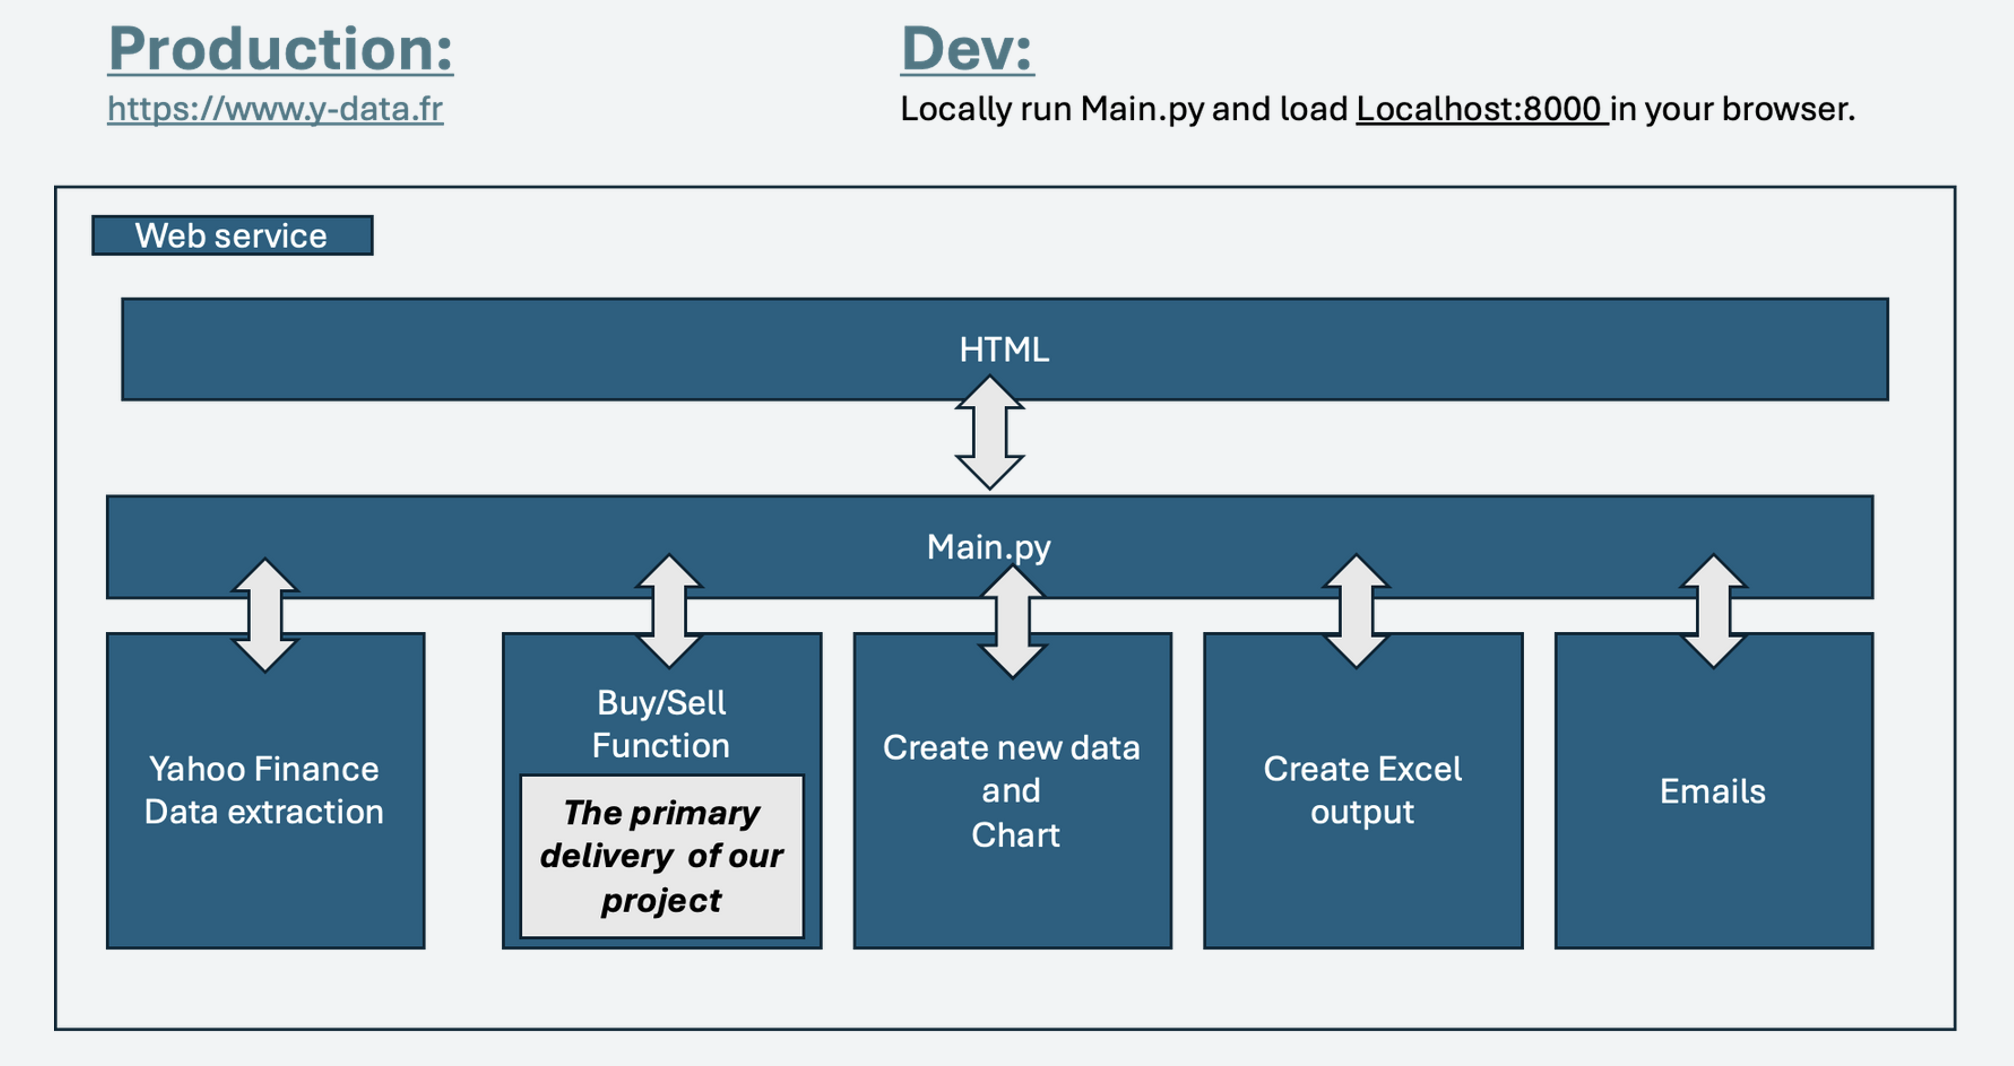 Production:
https://www.y-data.fr
Dev:
Locally run Main.py and load Localhost:8000 in your browser.
Web service
HTML
Main.py
Yahoo Finance
Data extraction
Buy/Sell
Function
The primary
delivery of our
project
Create new data
and
Chart
Create Excel
output
Emails